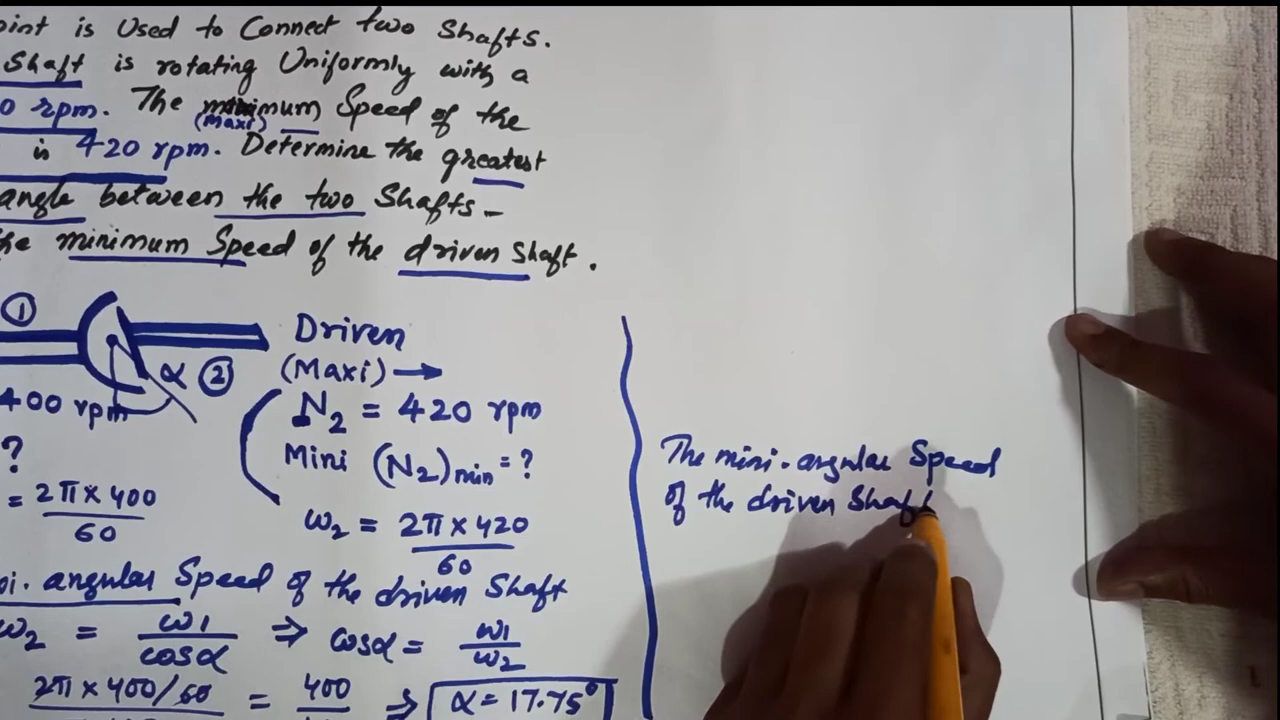 oint is Used to Connect two Shafts.
Shaft is rotating Uniformly with a
0 rpm. The minimum Speed of the
(Maxi)
is 420 rpm. Determine the greatest
angle between the two Shafts-
he minimum Speed of the driven Shaft.
①
Driven
α ② (Maxi) →
400 rpm N2 = 420 rpm
? Mini (N2)min = ?
= 2π × 400 / 60
ω2 = 2π × 420 / 60
The mini. angular Speed
of the driven Shaf
xi. angular Speed of the driven Shaft
ω2 = ω1 / cosα ⇒ cosα = ω1 / ω2
2π × 400/60 = 400 ⇒ α = 17.75°